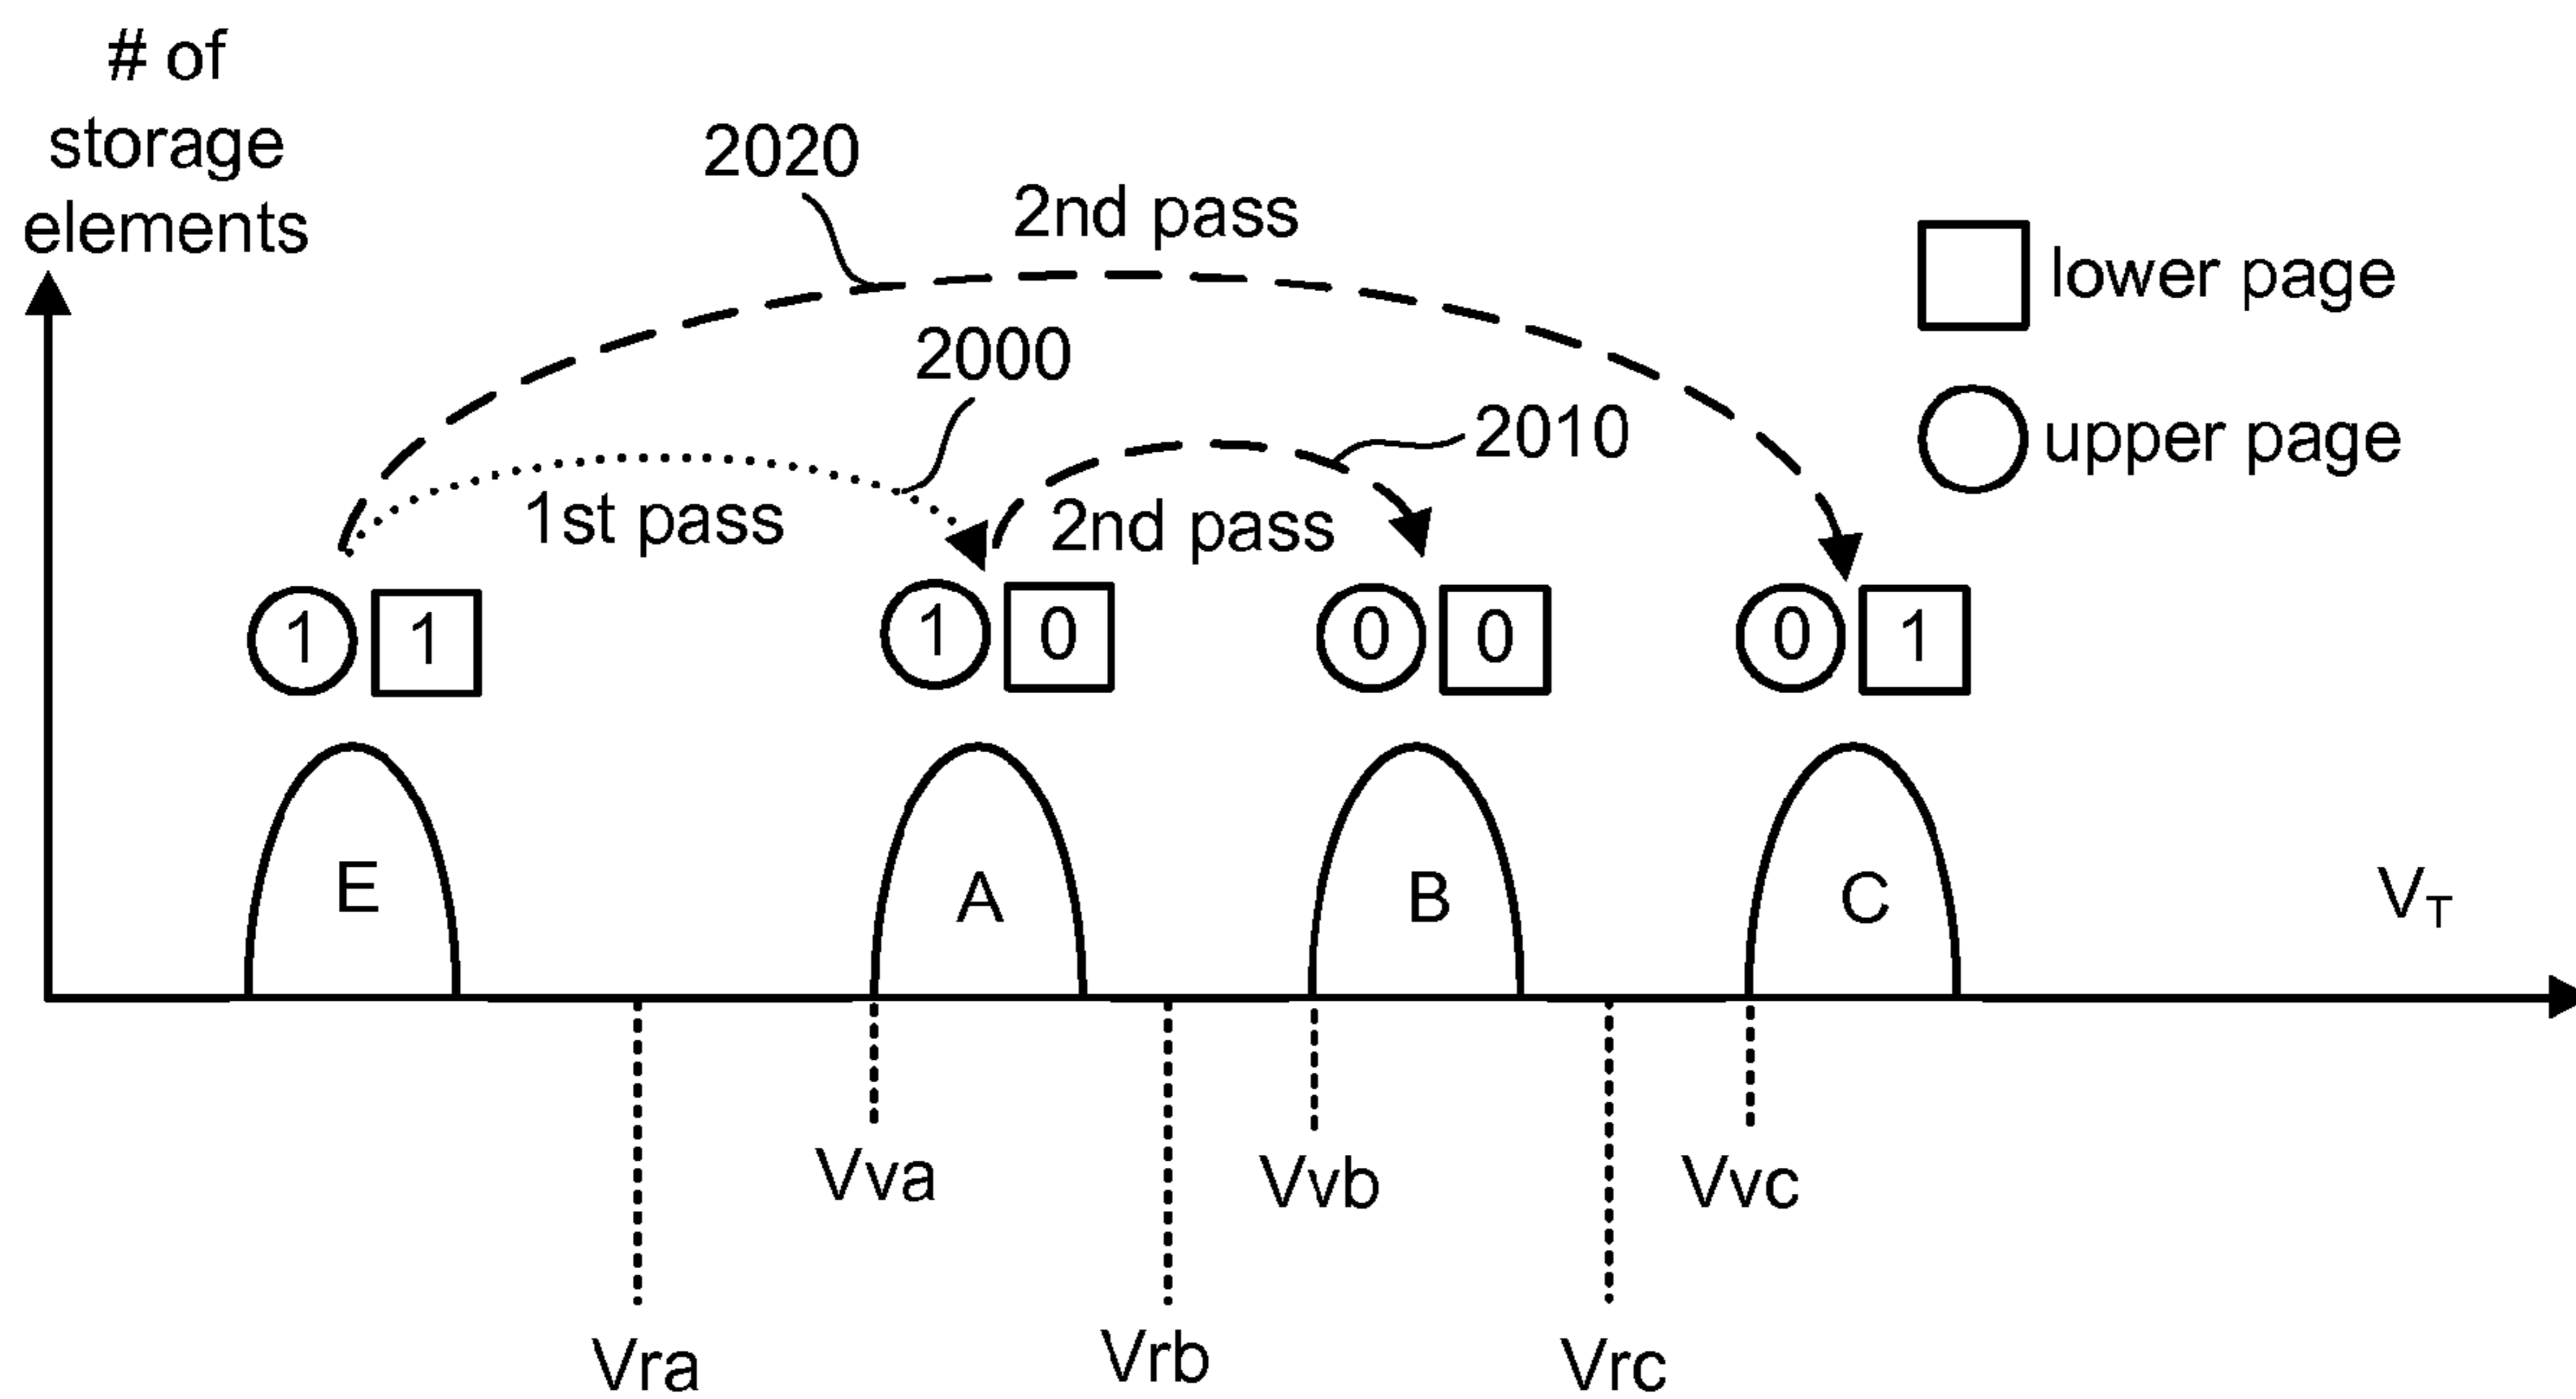 # of
storage
elements
2020
2nd pass
lower page
2000
2010
upper page
1st pass
2nd pass
1 1
1 0
0 0
0 1
E
A
B
C
VT
Vva
Vvb
Vvc
Vra
Vrb
Vrc